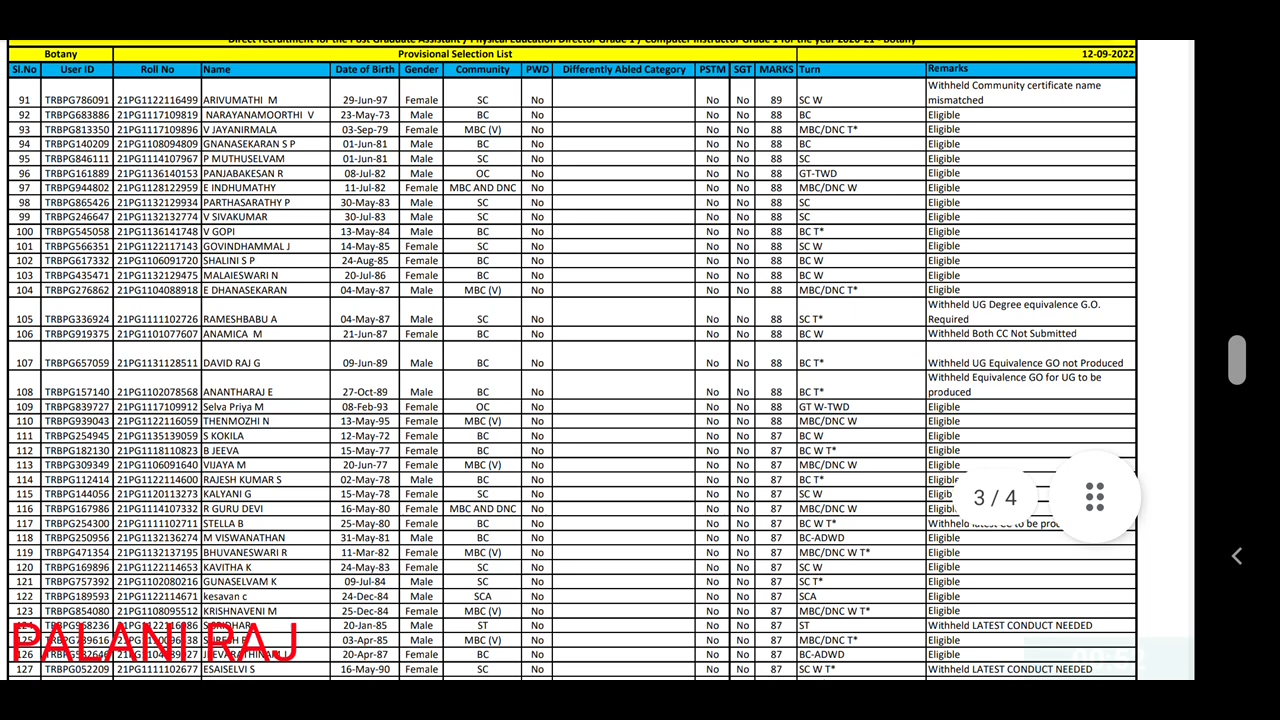 Direct recruitment for the Post Graduate Assistant / Physical Education Director Grade 1 / Computer Instructor Grade 1 for the year 2020-21 - Botany
Botany Provisional Selection List 12-09-2022
Sl.No User ID Roll No Name Date of Birth Gender Community PWD Differently Abled Category PSTM SGT MARKS Turn Remarks
91 TRBPG786091 21PG1122116499 ARIVUMATHI M 29-Jun-97 Female SC No No No 89 SC W Withheld Community certificate name mismatched
92 TRBPG683886 21PG1117109819 NARAYANAMOORTHI V 23-May-73 Male BC No No No 88 BC Eligible
93 TRBPG813350 21PG1117109896 V JAYANIRMALA 03-Sep-79 Female MBC (V) No No No 88 MBC/DNC T* Eligible
94 TRBPG140209 21PG1108094809 GNANASEKARAN S P 01-Jun-81 Male BC No No No 88 BC Eligible
95 TRBPG846111 21PG1114107967 P MUTHUSELVAM 01-Jun-81 Male SC No No No 88 SC Eligible
96 TRBPG161889 21PG1136140153 PANJABAKESAN R 08-Jul-82 Male OC No No No 88 GT-TWD Eligible
97 TRBPG944802 21PG1128122959 E INDHUMATHY 11-Jul-82 Female MBC AND DNC No No No 88 MBC/DNC W Eligible
98 TRBPG865426 21PG1132129934 PARTHASARATHY P 30-May-83 Male SC No No No 88 SC Eligible
99 TRBPG246647 21PG1132132774 V SIVAKUMAR 30-Jul-83 Male SC No No No 88 SC Eligible
100 TRBPG545058 21PG1136141748 V GOPI 13-May-84 Male BC No No No 88 BC T* Eligible
101 TRBPG566351 21PG1122117143 GOVINDHAMMAL J 14-May-85 Female SC No No No 88 SC W Eligible
102 TRBPG617332 21PG1106091720 SHALINI S P 24-Aug-85 Female BC No No No 88 BC W Eligible
103 TRBPG435471 21PG1132129475 MALAIESWARI N 20-Jul-86 Female BC No No No 88 BC W Eligible
104 TRBPG276862 21PG1104088918 E DHANASEKARAN 04-May-87 Male MBC (V) No No No 88 MBC/DNC T* Eligible
105 TRBPG336924 21PG1111102726 RAMESHBABU A 04-May-87 Male SC No No No 88 SC T* Withheld UG Degree equivalence G.O. Required
106 TRBPG919375 21PG1101077607 ANAMICA M 21-Jun-87 Female BC No No No 88 BC W Withheld Both CC Not Submitted
107 TRBPG657059 21PG1131128511 DAVID RAJ G 09-Jun-89 Male BC No No No 88 BC T* Withheld UG Equivalence GO not Produced
108 TRBPG157140 21PG1102078568 ANANTHARAJ E 27-Oct-89 Male BC No No No 88 BC T* Withheld Equivalence GO for UG to be produced
109 TRBPG839727 21PG1117109912 Selva Priya M 08-Feb-93 Female OC No No No 88 GT W-TWD Eligible
110 TRBPG939043 21PG1122116059 THENMOZHI N 13-May-95 Female MBC (V) No No No 88 MBC/DNC W Eligible
111 TRBPG254945 21PG1135139059 S KOKILA 12-May-72 Female BC No No No 87 BC W Eligible
112 TRBPG182130 21PG1118110823 B JEEVA 15-May-77 Female BC No No No 87 BC W T* Eligible
113 TRBPG309349 21PG1106091640 VIJAYA M 20-Jun-77 Female MBC (V) No No No 87 MBC/DNC W Eligible
114 TRBPG112414 21PG1122114600 RAJESH KUMAR S 02-May-78 Male BC No No No 87 BC T* Eligible
115 TRBPG144056 21PG1120113273 KALYANI G 15-May-78 Female SC No No No 87 SC W
116 TRBPG167986 21PG1114107332 R GURU DEVI 16-May-80 Female MBC AND DNC No No No 87 MBC/DNC W
117 TRBPG254300 21PG1111102711 STELLA B 25-May-80 Female BC No No No 87 BC W T* Withheld
118 TRBPG250956 21PG1132136274 M VISWANATHAN 31-May-81 Male BC No No No 87 BC-ADWD Eligible
119 TRBPG471354 21PG1132137195 BHUVANESWARI R 11-Mar-82 Female MBC (V) No No No 87 MBC/DNC W T* Eligible
120 TRBPG169896 21PG1122114653 KAVITHA K 24-May-83 Female SC No No No 87 SC W Eligible
121 TRBPG757392 21PG1102080216 GUNASELVAM K 09-Jul-84 Male SC No No No 87 SC T* Eligible
122 TRBPG189593 21PG1122114671 kesavan c 24-Dec-84 Male SCA No No No 87 SCA Eligible
123 TRBPG854080 21PG1108095512 KRISHNAVENI M 25-Dec-84 Female MBC (V) No No No 87 MBC/DNC W T* Eligible
20-Jan-85 Male ST No No No 87 ST Withheld LATEST CONDUCT NEEDED
03-Apr-85 Male MBC (V) No No No 87 MBC/DNC T* Eligible
20-Apr-87 Female BC No No No 87 BC-ADWD Eligible
127 TRBPG052209 21PG1111102677 ESAISELVI S 16-May-90 Female SC No No No 87 SC W T* Withheld LATEST CONDUCT NEEDED
3 / 4
PALANI RAJ